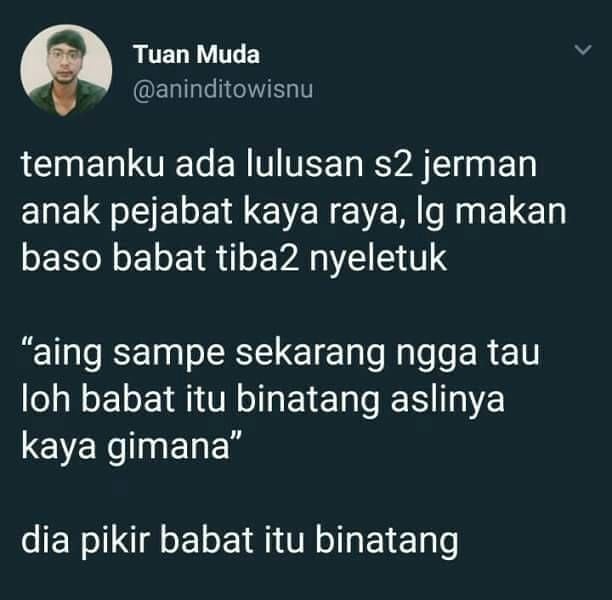 Tuan Muda
@aninditowisnu
temanku ada lulusan s2 jerman
anak pejabat kaya raya, lg makan
baso babat tiba2 nyeletuk
“aing sampe sekarang ngga tau
loh babat itu binatang aslinya
kaya gimana”
dia pikir babat itu binatang